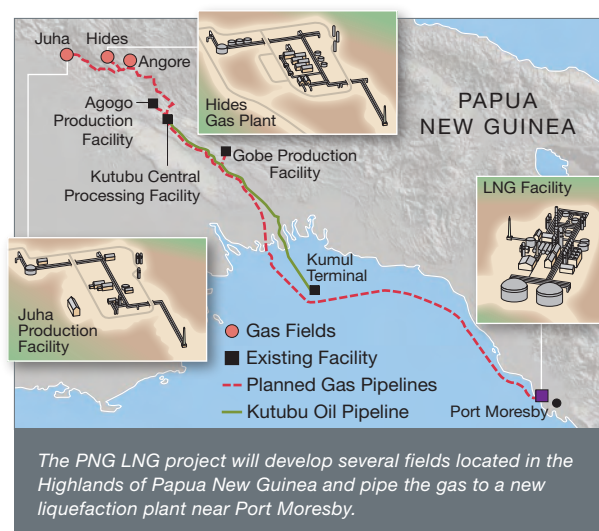 Juha
Hides
Angore
Agogo
Production
Facility
Kutubu Central
Processing Facility
Hides
Gas Plant
PAPUA
NEW GUINEA
Gobe Production
Facility
LNG Facility
Kumul
Terminal
Juha
Production
Facility
Gas Fields
Existing Facility
Planned Gas Pipelines
Kutubu Oil Pipeline
Port Moresby
The PNG LNG project will develop several fields located in the
Highlands of Papua New Guinea and pipe the gas to a new
liquefaction plant near Port Moresby.